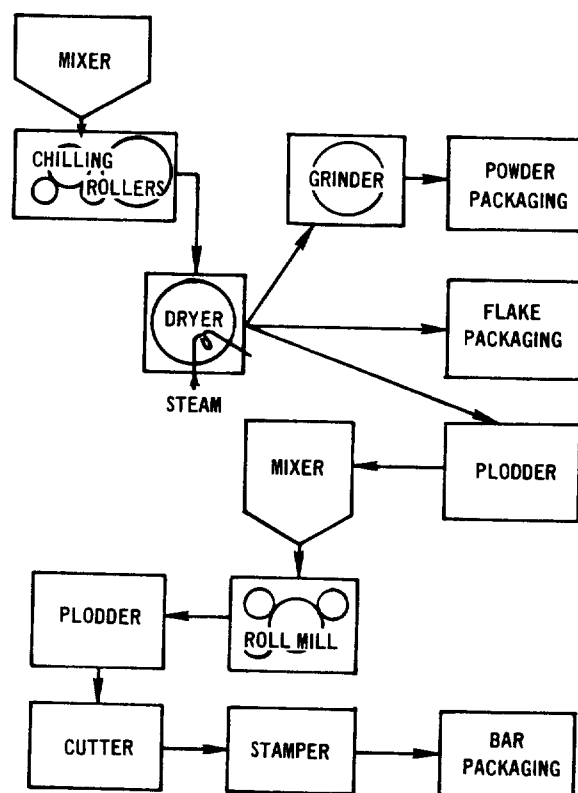 MIXER
CHILLING
ROLLERS
GRINDER
POWDER
PACKAGING
DRYER
STEAM
FLAKE
PACKAGING
MIXER
PLODDER
PLODDER
ROLL MILL
CUTTER
STAMPER
BAR
PACKAGING